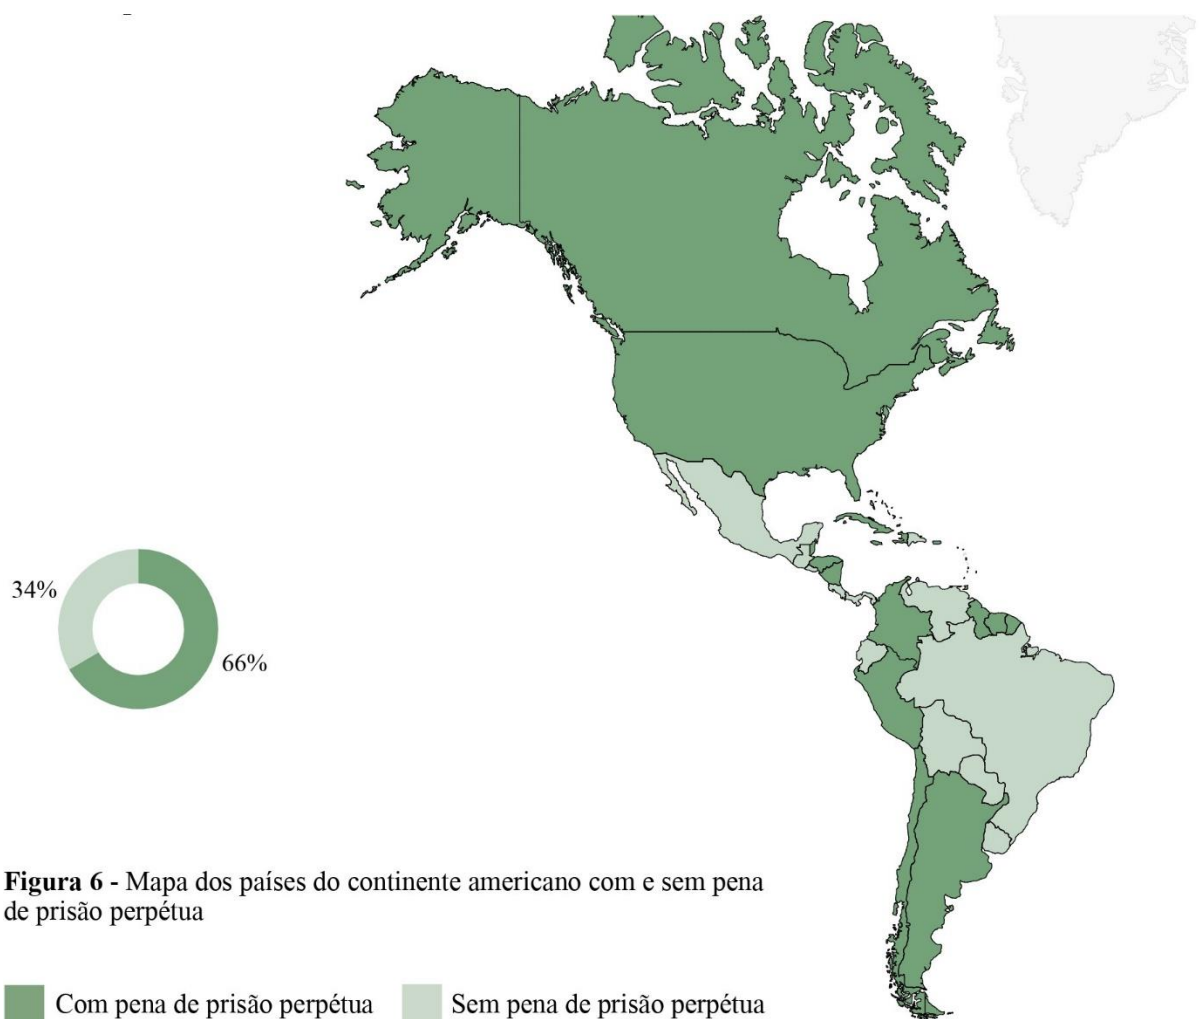 34%
66%
Figura 6 - Mapa dos países do continente americano com e sem pena
de prisão perpétua
Com pena de prisão perpétua
Sem pena de prisão perpétua